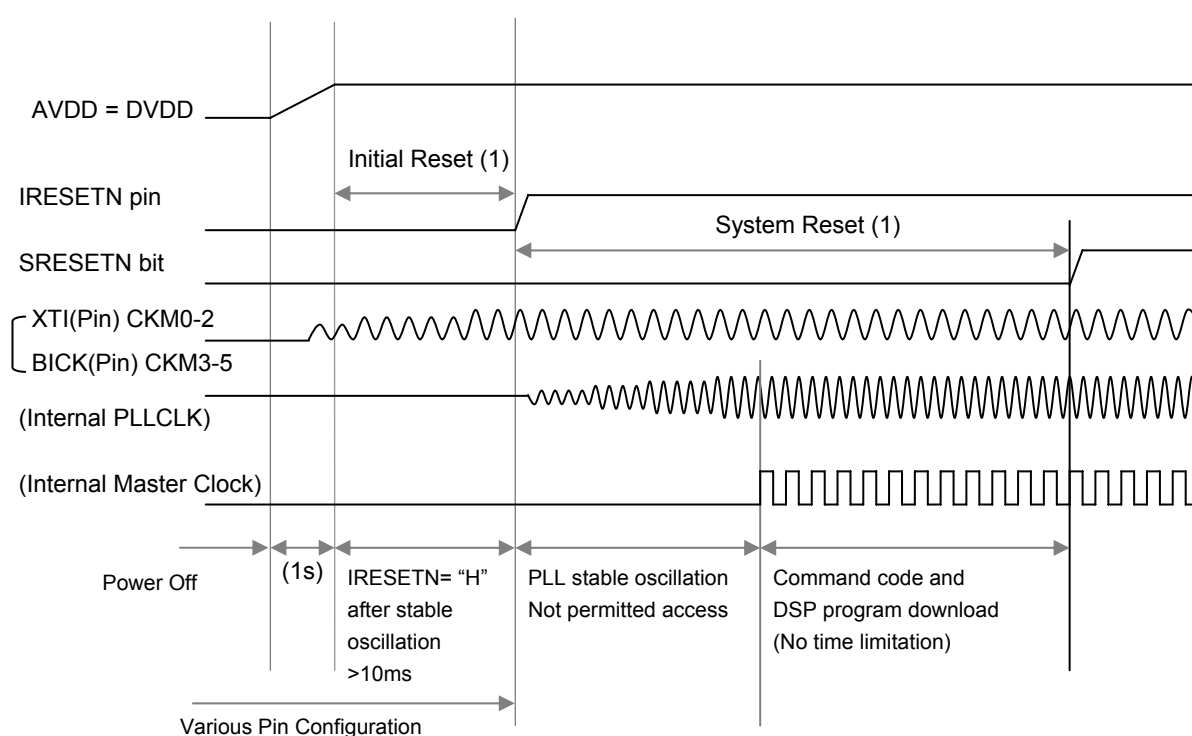 AVDD = DVDD
Initial Reset (1)
IRESETN pin
System Reset (1)
SRESETN bit
XTI(Pin) CKM0-2
BICK(Pin) CKM3-5
(Internal PLLCLK)
(Internal Master Clock)
Power Off
(1s)
IRESETN= “H”
after stable
oscillation
>10ms
PLL stable oscillation
Not permitted access
Command code and
DSP program download
(No time limitation)
Various Pin Configuration